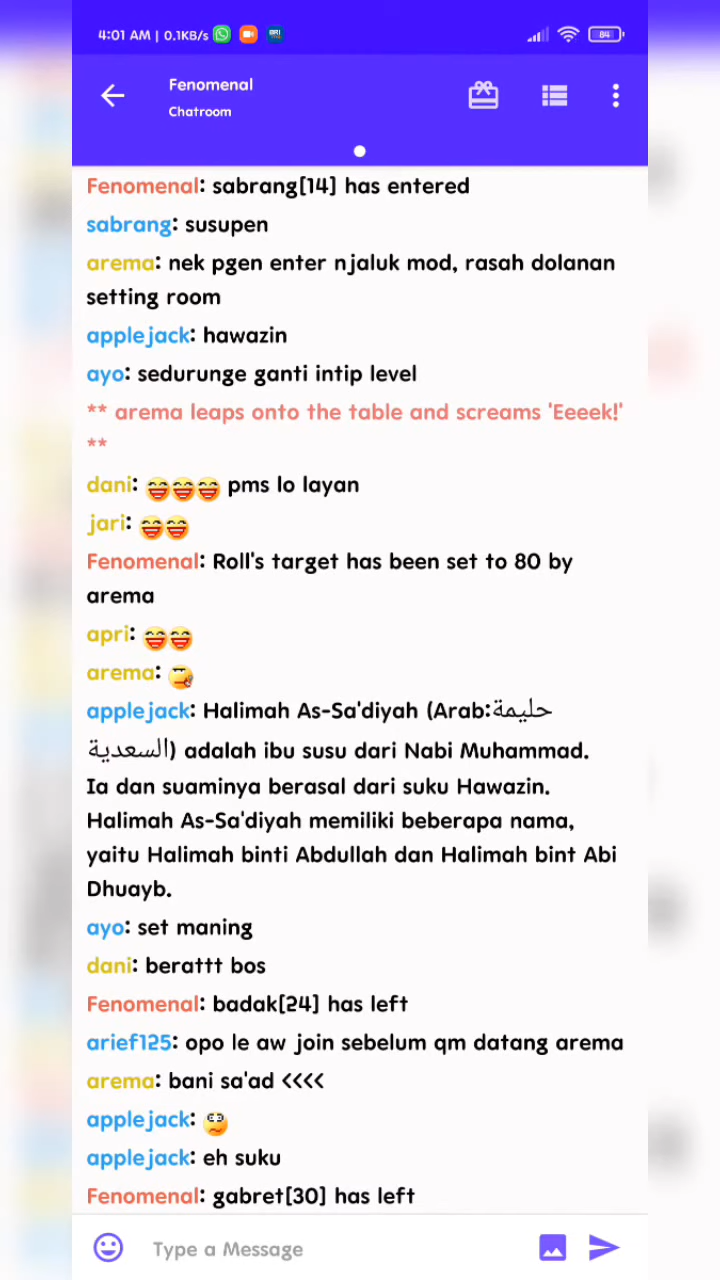 4:01 AM | 0.1KB/s
84
Fenomenal
Chatroom
Fenomenal: sabrang[14] has entered
sabrang: susupen
arema: nek pgen enter njaluk mod, rasah dolanan
setting room
applejack: hawazin
ayo: sedurunge ganti intip level
** arema leaps onto the table and screams 'Eeeek!'
**
dani: 😁😁😁 pms lo layan
jari: 😁😁
Fenomenal: Roll's target has been set to 80 by
arema
apri: 😁😁
arema:
applejack: Halimah As-Sa'diyah (Arab:حليمة
السعدية) adalah ibu susu dari Nabi Muhammad.
Ia dan suaminya berasal dari suku Hawazin.
Halimah As-Sa'diyah memiliki beberapa nama,
yaitu Halimah binti Abdullah dan Halimah bint Abi
Dhuayb.
ayo: set maning
dani: berattt bos
Fenomenal: badak[24] has left
arief125: opo le aw join sebelum qm datang arema
arema: bani sa'ad <<<<
applejack:
applejack: eh suku
Fenomenal: gabret[30] has left
Type a Message